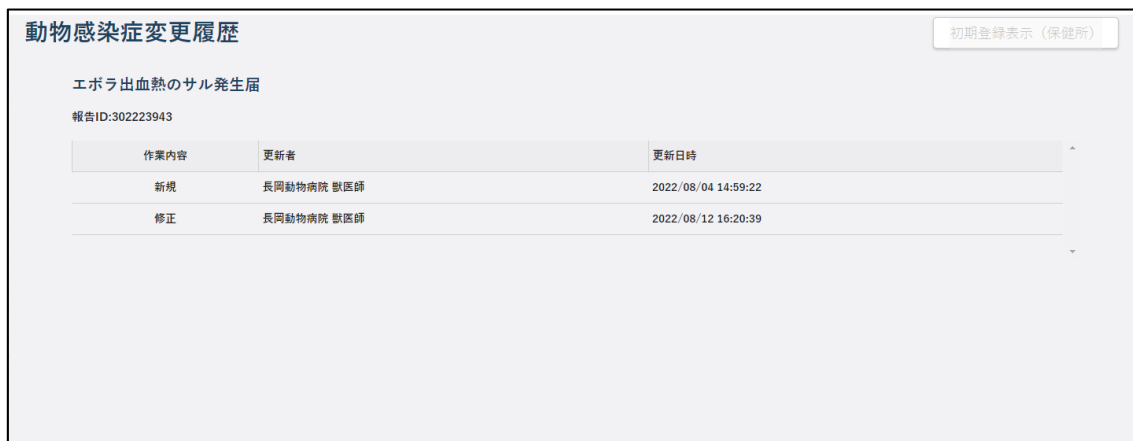 動物感染症変更履歴
初期登録表示（保健所）
エボラ出血熱のサル発生届
報告ID:302223943
作業内容 更新者 更新日時
新規 長岡動物病院 獣医師 2022/08/04 14:59:22
修正 長岡動物病院 獣医師 2022/08/12 16:20:39